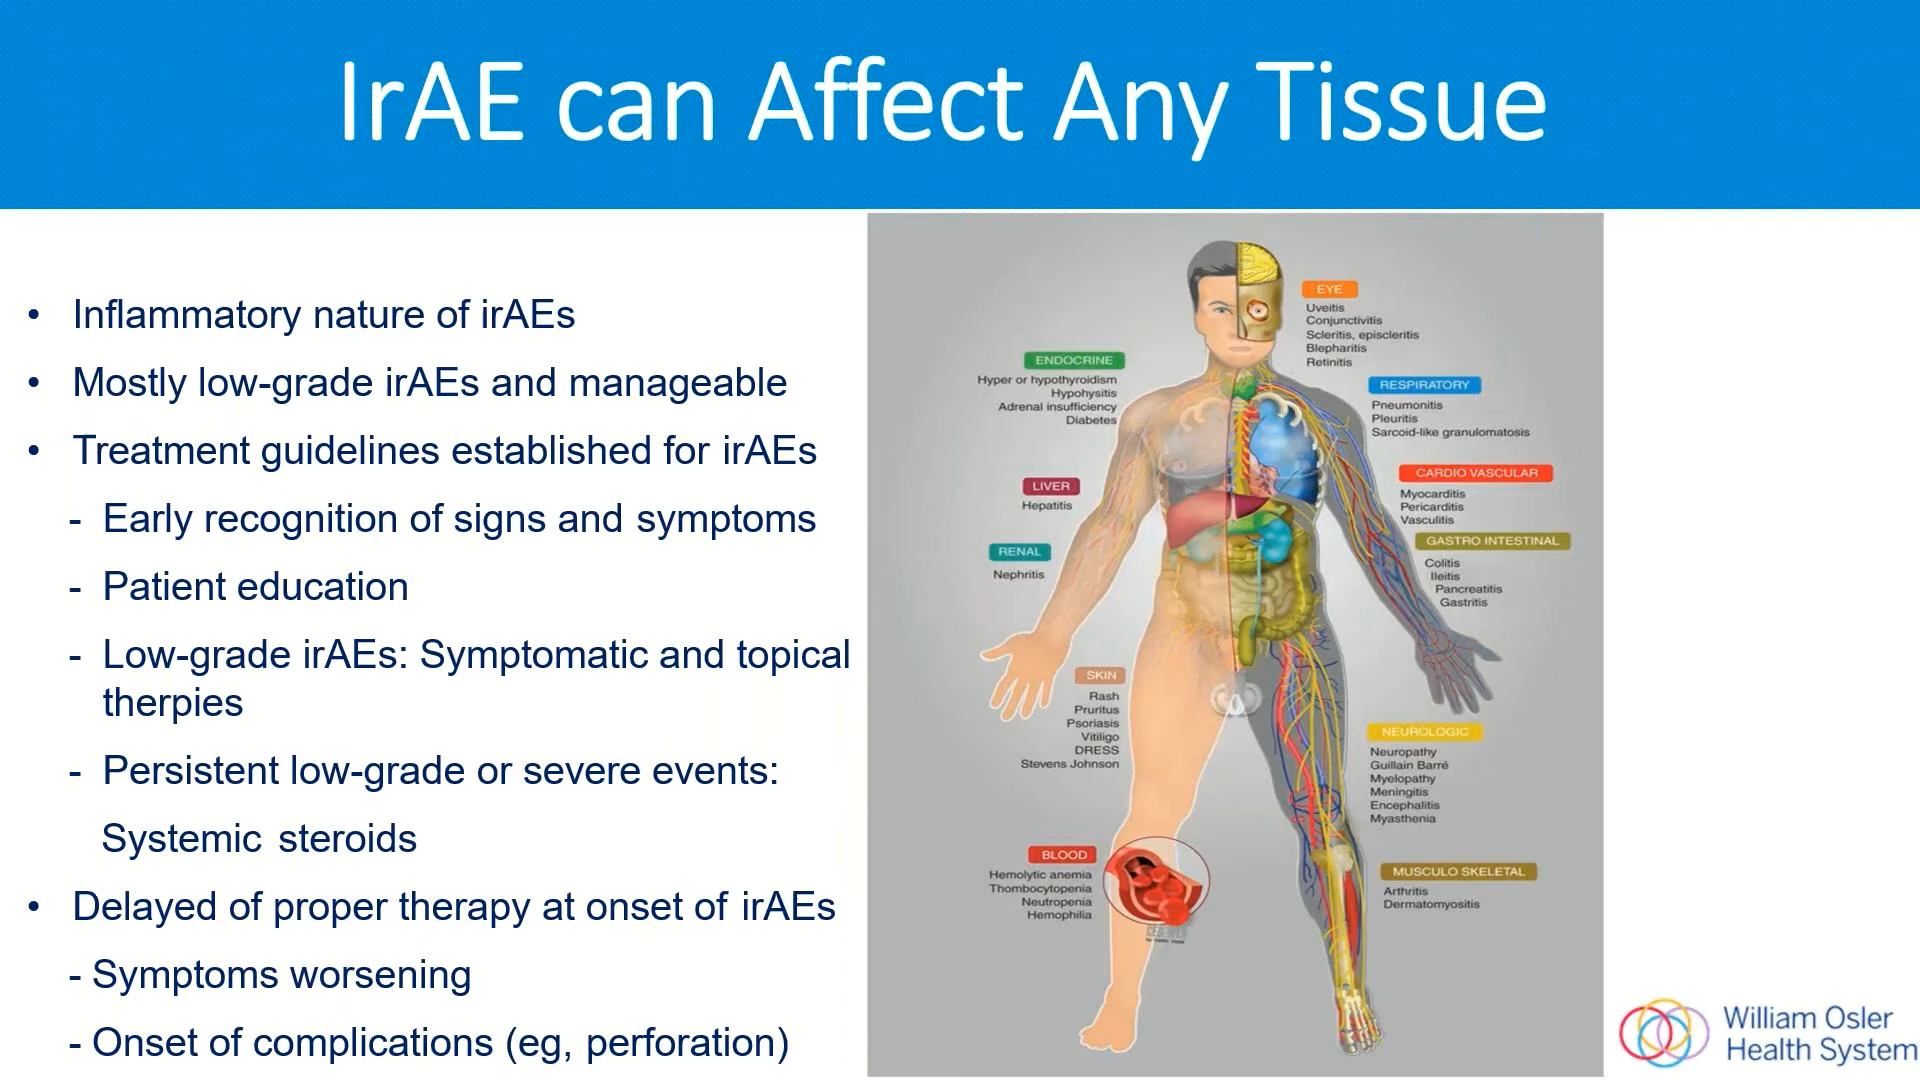 IrAE can Affect Any Tissue
• Inflammatory nature of irAEs
• Mostly low-grade irAEs and manageable
• Treatment guidelines established for irAEs
- Early recognition of signs and symptoms
- Patient education
- Low-grade irAEs: Symptomatic and topical
therpies
- Persistent low-grade or severe events:
Systemic steroids
• Delayed of proper therapy at onset of irAEs
- Symptoms worsening
- Onset of complications (eg, perforation)
EYE
Uveitis
Conjunctivitis
Scleritis, episcleritis
Blepharitis
Retinitis
ENDOCRINE
Hyper or hypothyroidism
Hypohysitis
Adrenal insufficiency
Diabetes
RESPIRATORY
Pneumonitis
Pleuritis
Sarcoid-like granulomatosis
LIVER
Hepatitis
CARDIO VASCULAR
Myocarditis
Pericarditis
Vasculitis
RENAL
Nephritis
GASTRO INTESTINAL
Colitis
Ileitis
Pancreatitis
Gastritis
SKIN
Rash
Pruritus
Psoriasis
Vitiligo
DRESS
Stevens Johnson
NEUROLOGIC
Neuropathy
Guillain Barré
Myelopathy
Meningitis
Encephalitis
Myasthenia
BLOOD
Hemolytic anemia
Thombocytopenia
Neutropenia
Hemophilia
MUSCULO SKELETAL
Arthritis
Dermatomyositis
William Osler
Health System